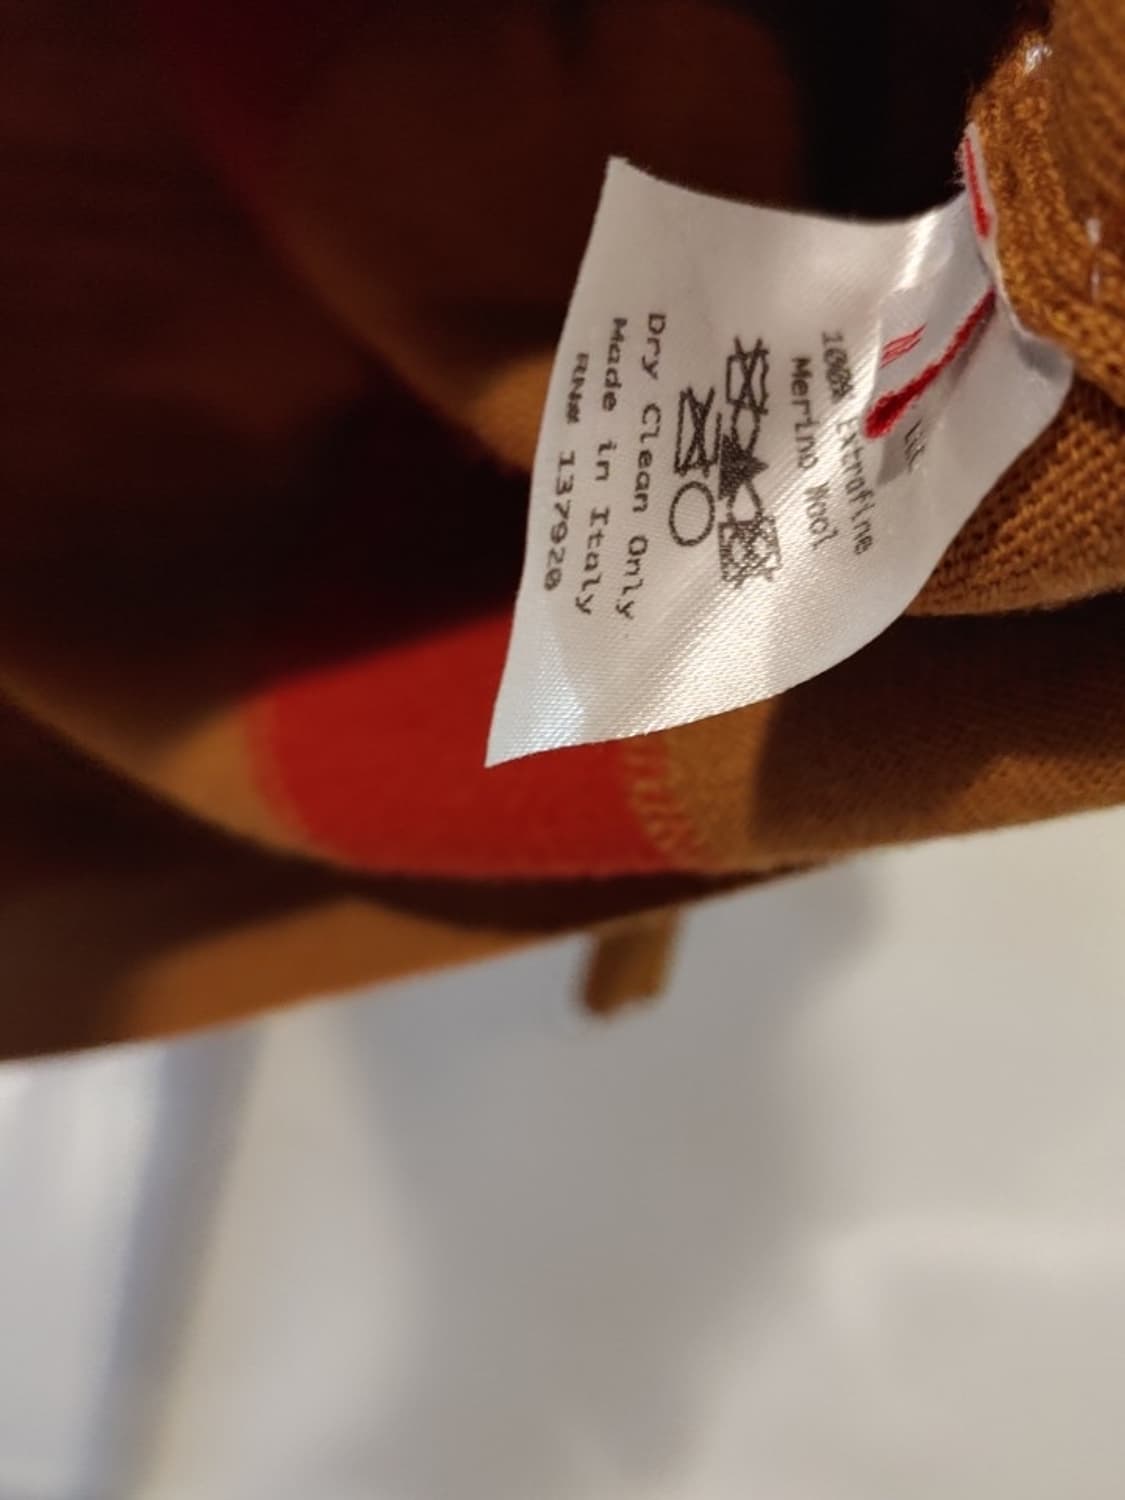 100% Extrafine
Merino Wool
Dry Clean Only
Made in Italy
RN# 137920